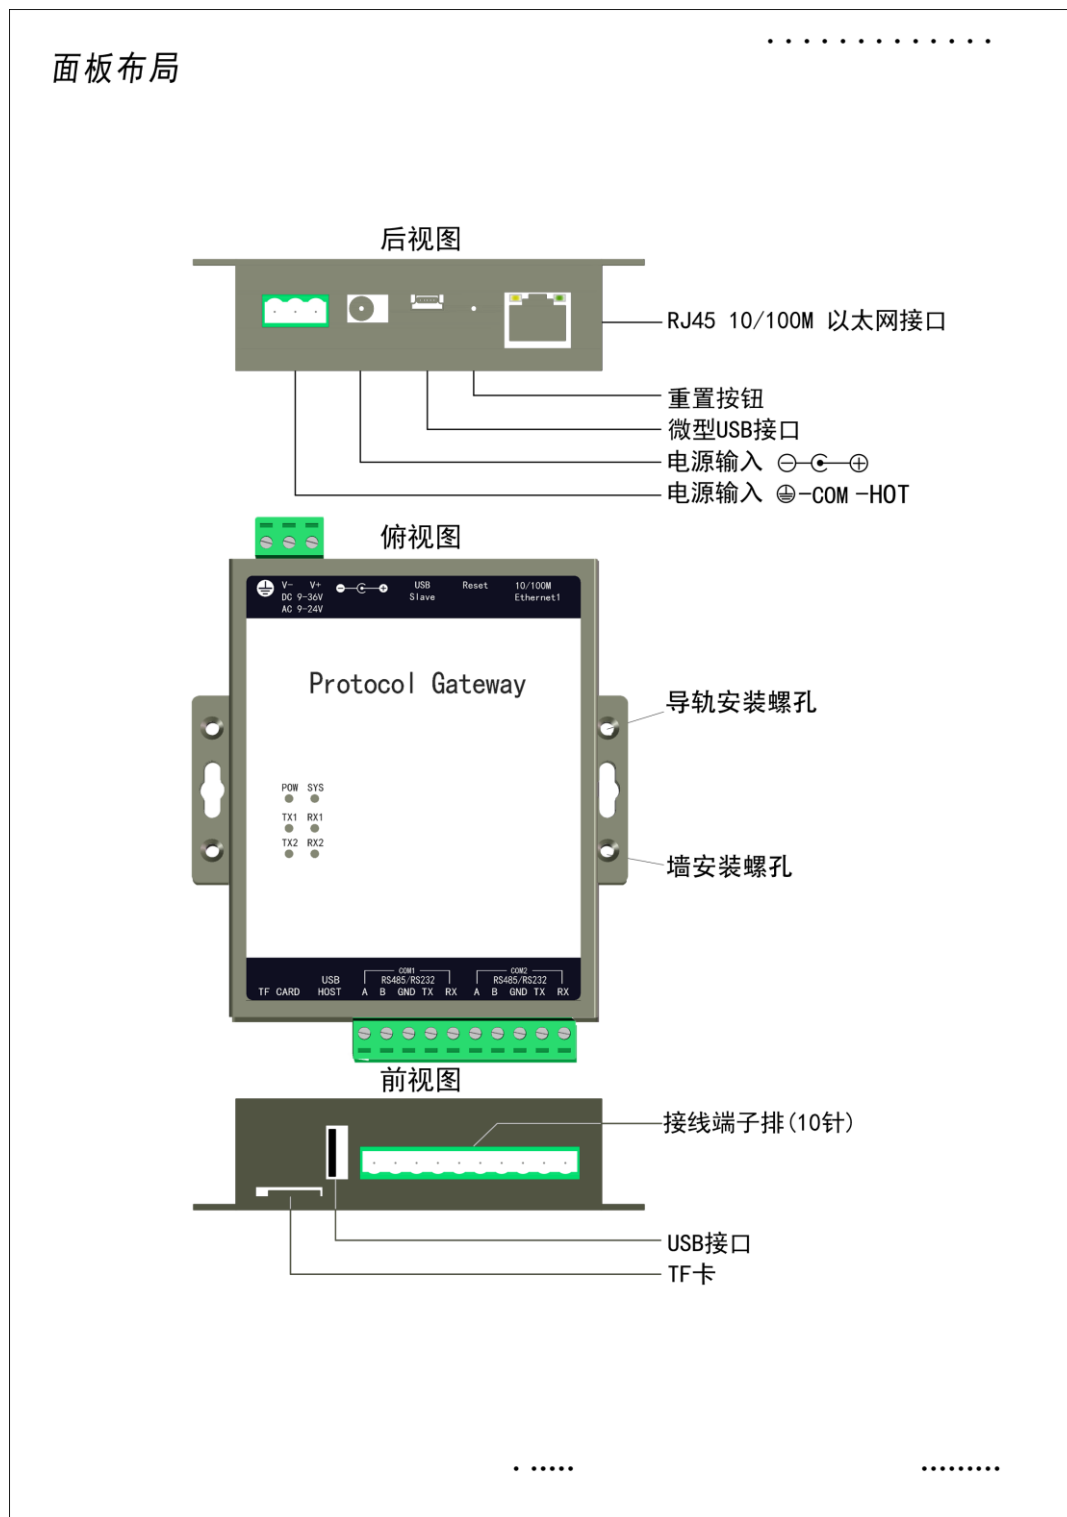 面板布局
后视图
RJ45 10/100M 以太网接口
重置按钮
微型USB接口
电源输入
电源输入 -COM -HOT
俯视图
V- V+ USB Reset 10/100M
DC 9-36V Slave Ethernet1
AC 9-24V
Protocol Gateway
导轨安装螺孔
POW SYS
TX1 RX1
TX2 RX2
墙安装螺孔
COM1 COM2
USB RS485/RS232 RS485/RS232
TF CARD HOST A B GND TX RX A B GND TX RX
前视图
接线端子排(10针)
USB接口
TF卡